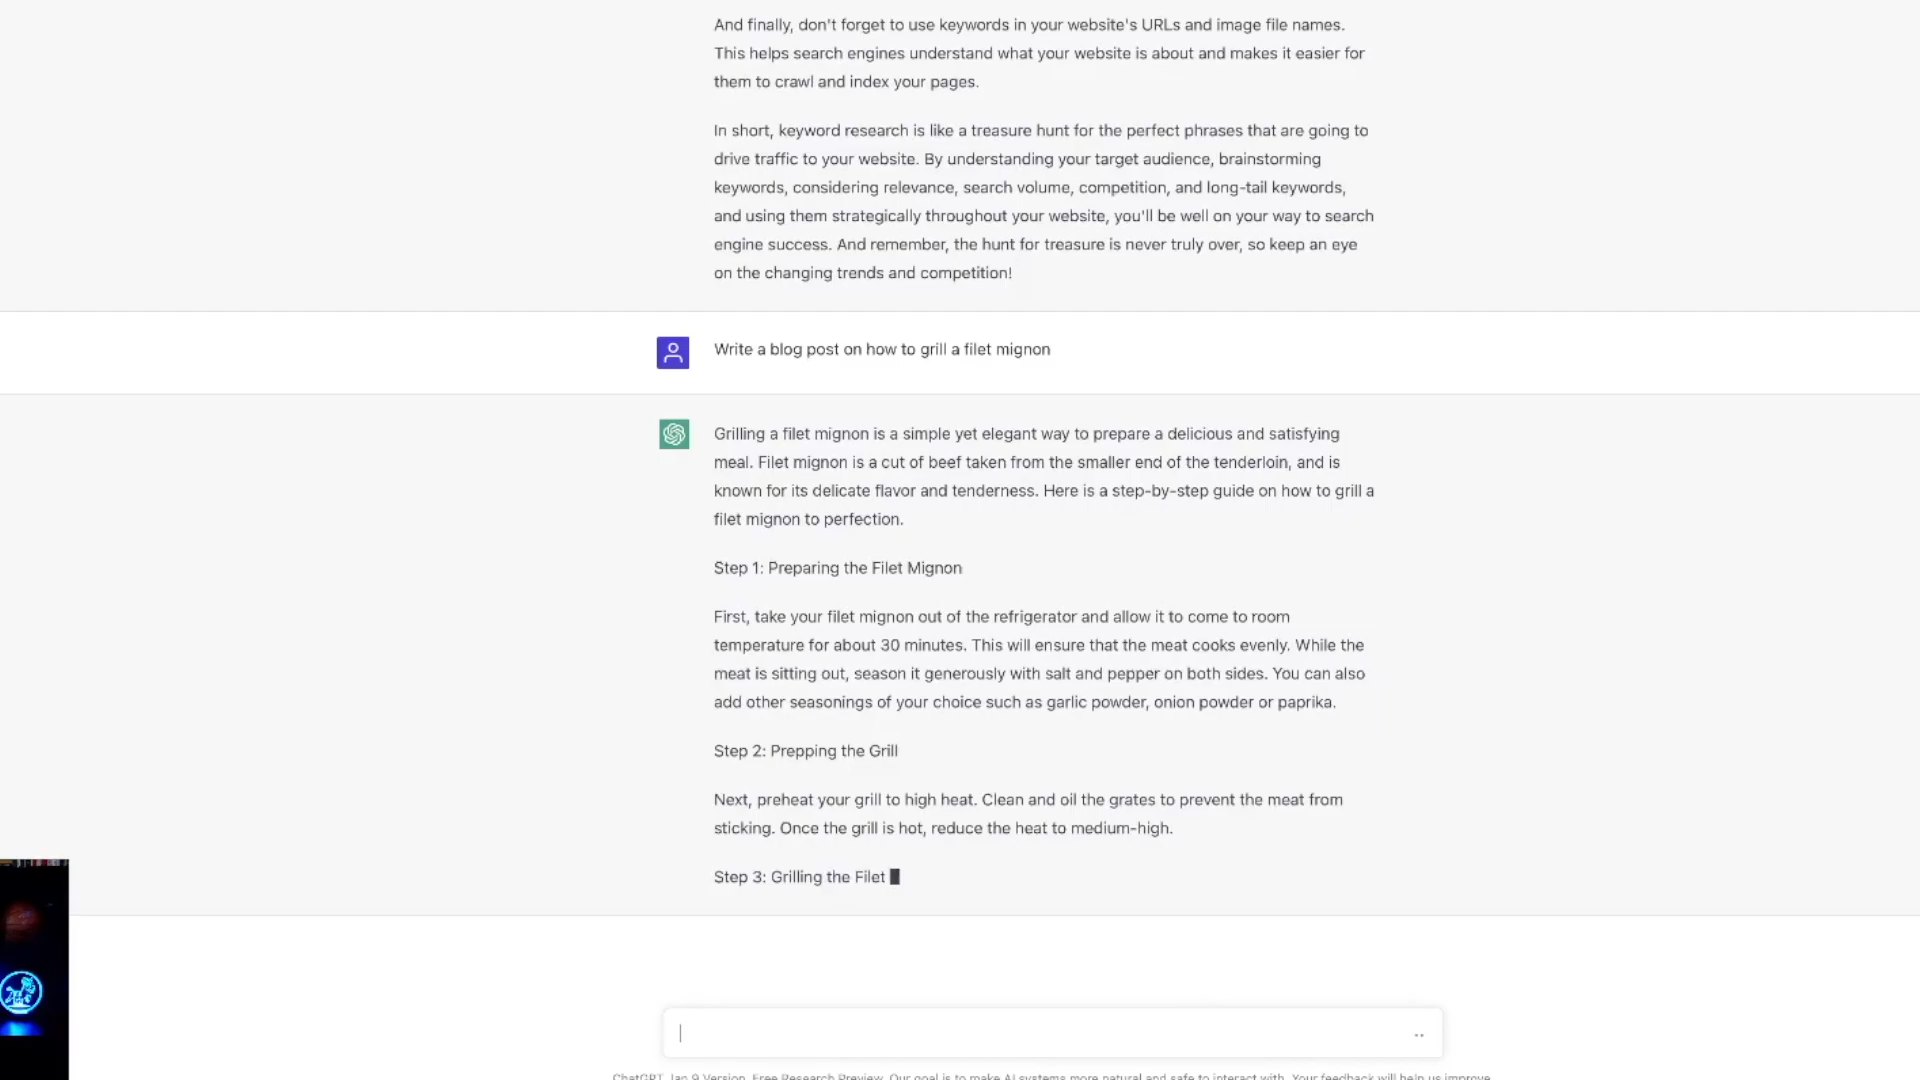 And finally, don't forget to use keywords in your website's URLs and image file names.
This helps search engines understand what your website is about and makes it easier for
them to crawl and index your pages.
In short, keyword research is like a treasure hunt for the perfect phrases that are going to
drive traffic to your website. By understanding your target audience, brainstorming
keywords, considering relevance, search volume, competition, and long-tail keywords,
and using them strategically throughout your website, you'll be well on your way to search
engine success. And remember, the hunt for treasure is never truly over, so keep an eye
on the changing trends and competition!
Write a blog post on how to grill a filet mignon
Grilling a filet mignon is a simple yet elegant way to prepare a delicious and satisfying
meal. Filet mignon is a cut of beef taken from the smaller end of the tenderloin, and is
known for its delicate flavor and tenderness. Here is a step-by-step guide on how to grill a
filet mignon to perfection.
Step 1: Preparing the Filet Mignon
First, take your filet mignon out of the refrigerator and allow it to come to room
temperature for about 30 minutes. This will ensure that the meat cooks evenly. While the
meat is sitting out, season it generously with salt and pepper on both sides. You can also
add other seasonings of your choice such as garlic powder, onion powder or paprika.
Step 2: Prepping the Grill
Next, preheat your grill to high heat. Clean and oil the grates to prevent the meat from
sticking. Once the grill is hot, reduce the heat to medium-high.
Step 3: Grilling the Filet
ChatGPT Jan 9 Version. Free Research Preview. Our goal is to make AI systems more natural and safe to interact with. Your feedback will help us improve